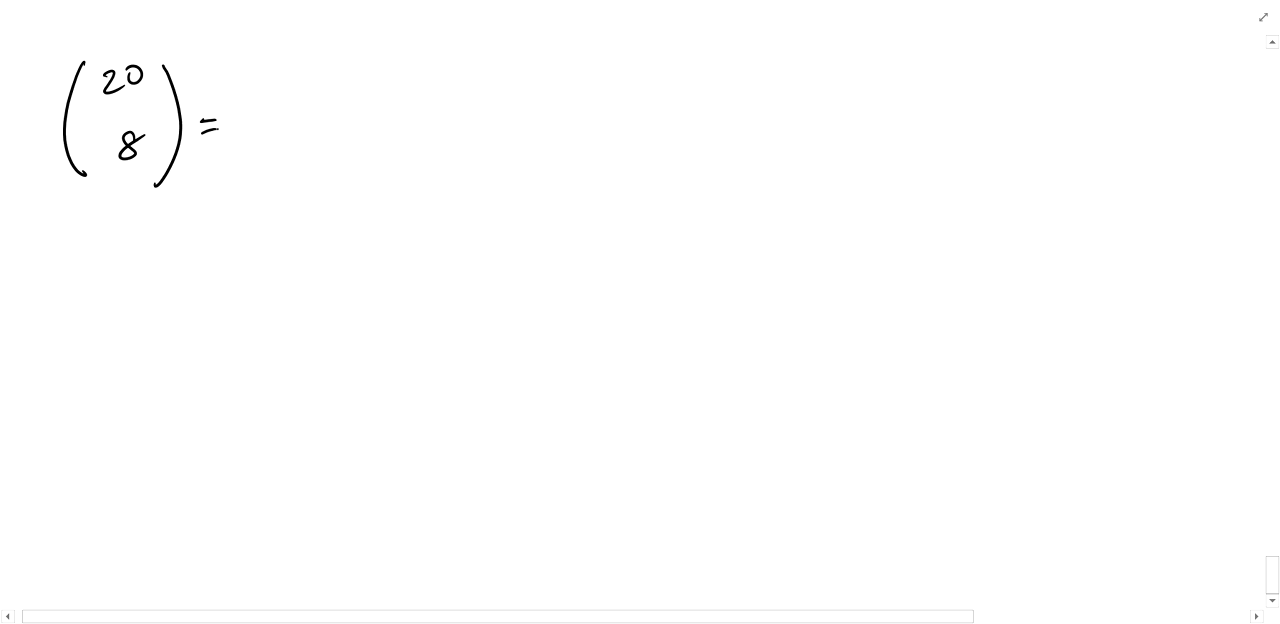 (20
8) =